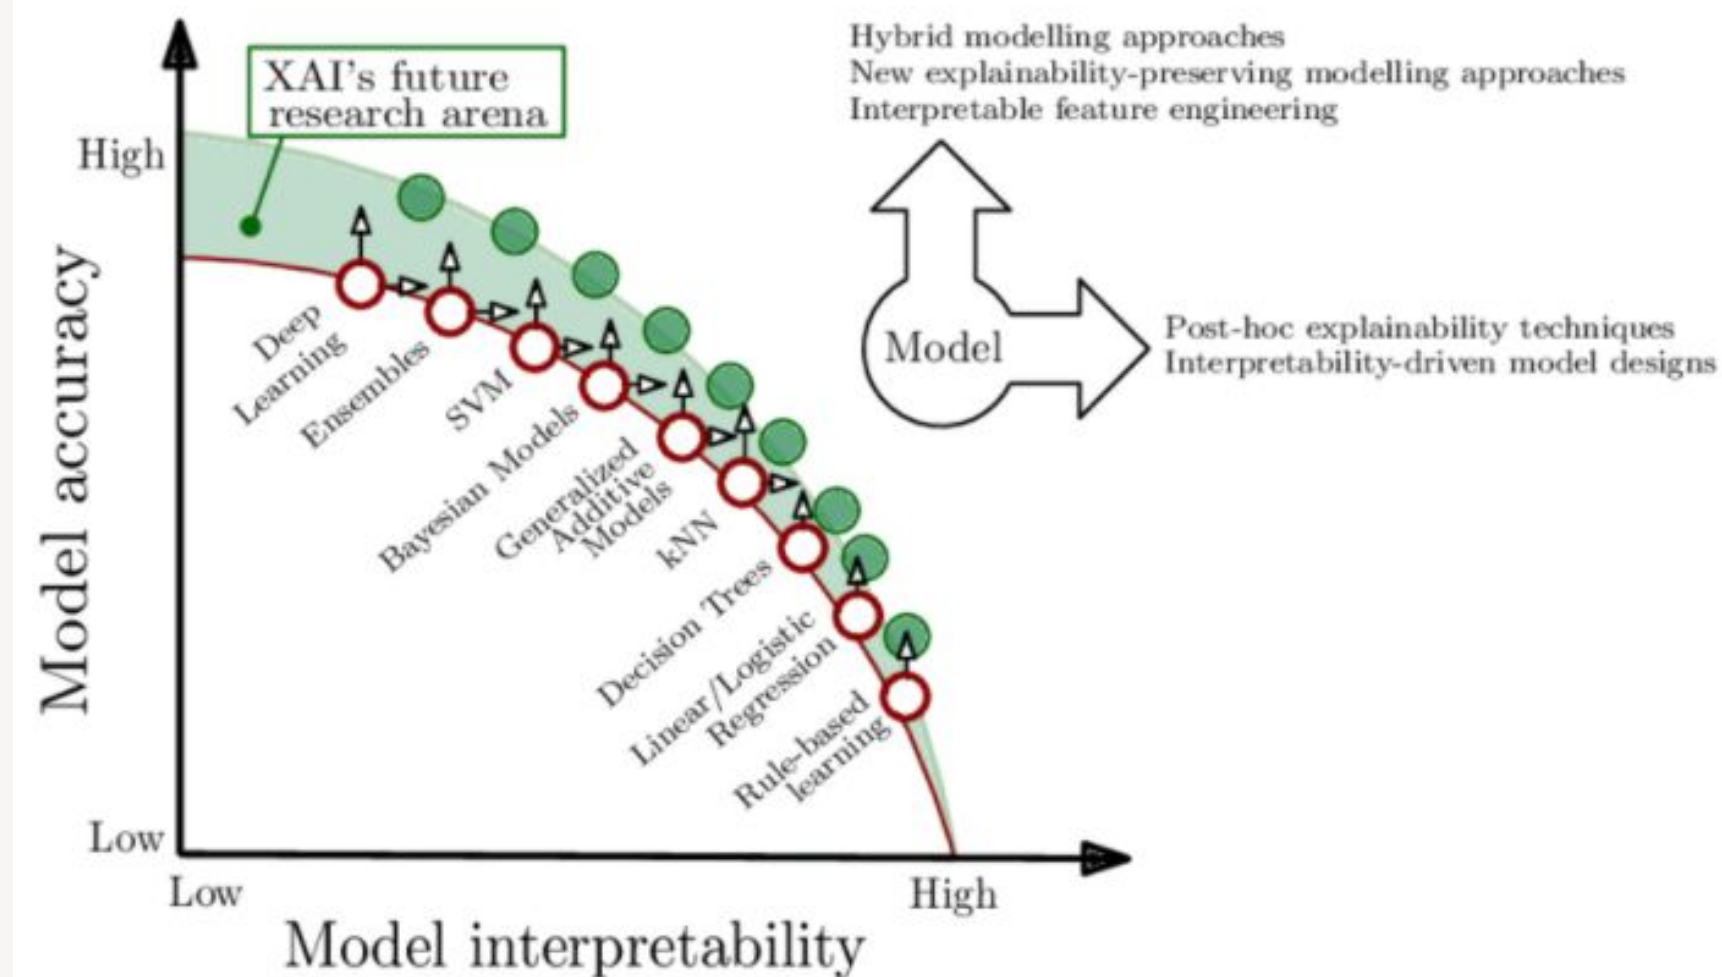 XAI's future
research arena
High
Model accuracy
Low
Low
High
Model interpretability
Deep
Learning
Ensembles
SVM
Bayesian Models
Generalized
Additive
Models
kNN
Decision Trees
Linear/Logistic
Regression
Rule-based
learning
Hybrid modelling approaches
New explainability-preserving modelling approaches
Interpretable feature engineering
Model
Post-hoc explainability techniques
Interpretability-driven model designs